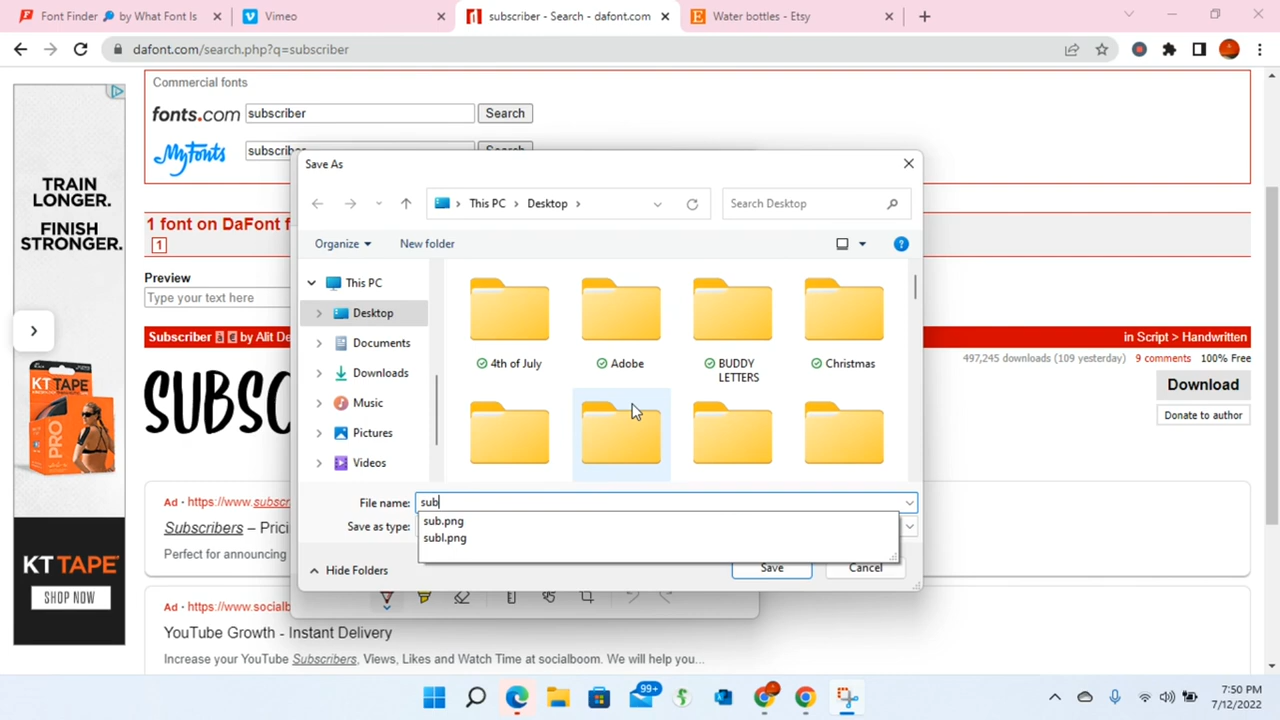 Font Finder 🔎 by What Font Is
Vimeo
subscriber - Search - dafont.com
Water bottles - Etsy
dafont.com/search.php?q=subscriber
Commercial fonts
fonts.com subscriber Search
MyFonts subscriber Search
TRAIN
LONGER.
FINISH
STRONGER.
KT TAPE
PRO
KT TAPE
SHOP NOW
1 font on DaFont f
1
Preview
Type your text here
Subscriber à € by Alit De
in Script > Handwritten
497,245 downloads (109 yesterday) 9 comments 100% Free
SUBSC
Download
Donate to author
Ad · https://www.subscr
Subscribers – Pric
Perfect for announcing
Ad · https://www.socialb
YouTube Growth - Instant Delivery
Increase your YouTube Subscribers, Views, Likes and Watch Time at socialboom. We will help you...
Save As
This PC > Desktop >
Search Desktop
Organize
New folder
This PC
Desktop
Documents
Downloads
Music
Pictures
Videos
4th of July
Adobe
BUDDY
LETTERS
Christmas
File name: sub
Save as type:
sub.png
subl.png
Hide Folders
Save
Cancel
99+
7:50 PM
7/12/2022